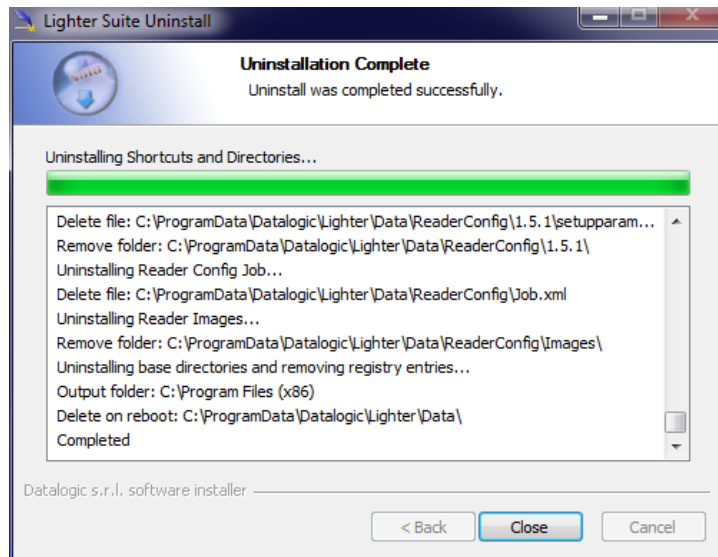 Lighter Suite Uninstall
Uninstallation Complete
Uninstall was completed successfully.
Uninstalling Shortcuts and Directories...
Delete file: C:\ProgramData\Datalogic\Lighter\Data\ReaderConfig\1.5.1\setupparam...
Remove folder: C:\ProgramData\Datalogic\Lighter\Data\ReaderConfig\1.5.1\
Uninstalling Reader Config Job...
Delete file: C:\ProgramData\Datalogic\Lighter\Data\ReaderConfig\Job.xml
Uninstalling Reader Images...
Remove folder: C:\ProgramData\Datalogic\Lighter\Data\ReaderConfig\Images\
Uninstalling base directories and removing registry entries...
Output folder: C:\Program Files (x86)
Delete on reboot: C:\ProgramData\Datalogic\Lighter\Data\
Completed
Datalogic s.r.l. software installer
< Back Close Cancel